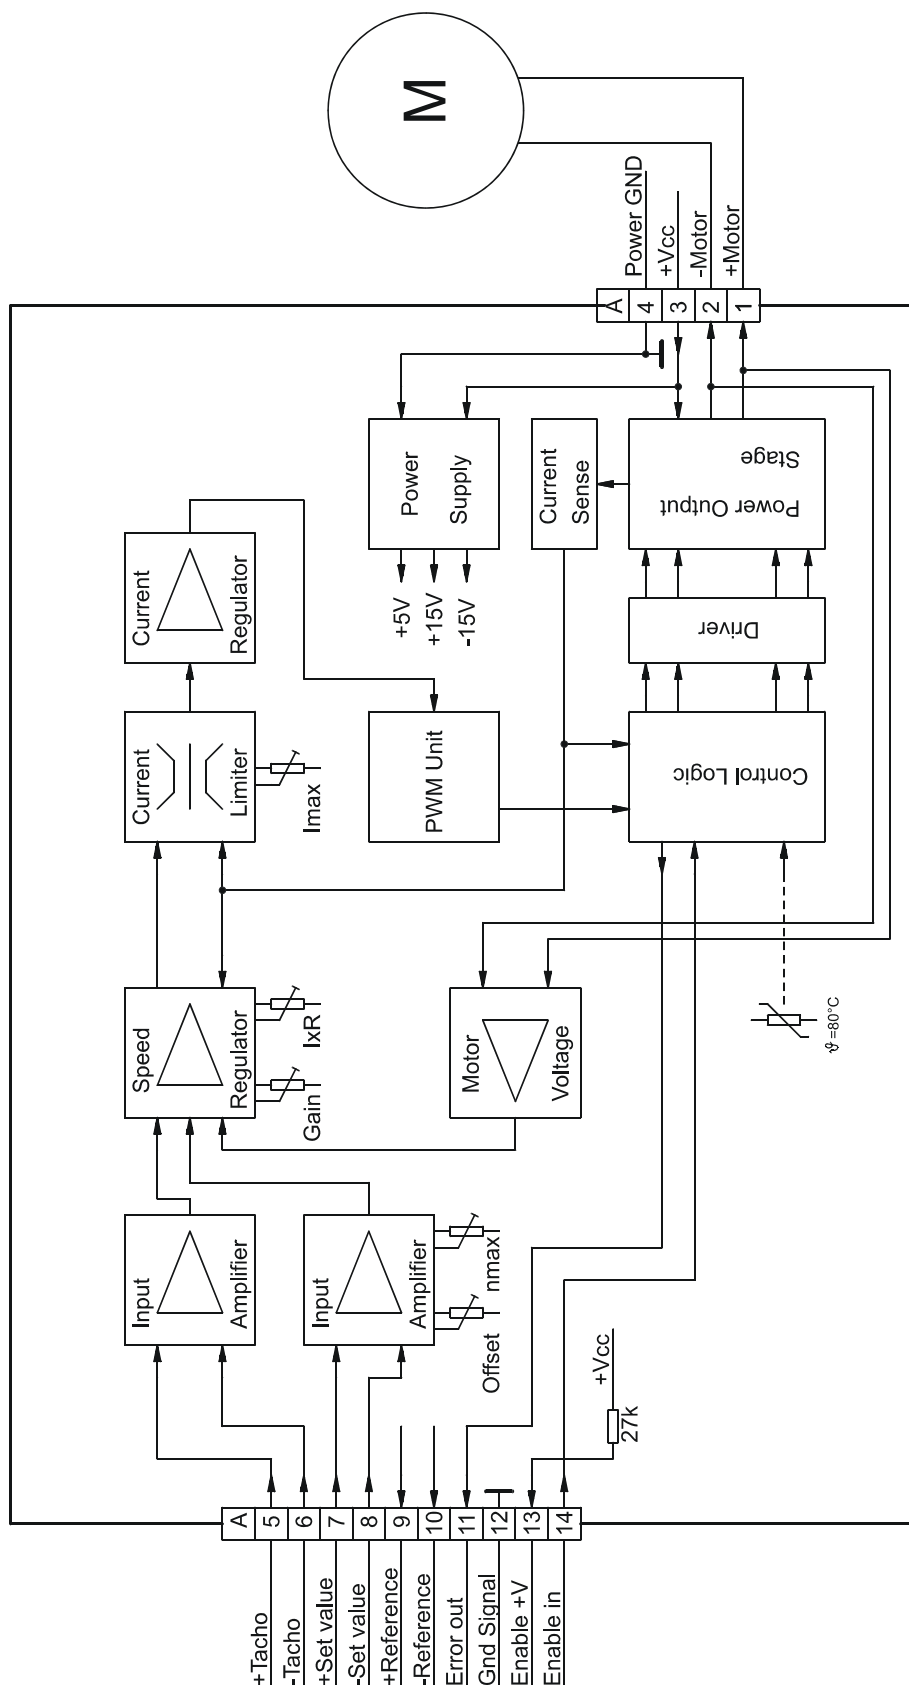 M
Power GND
+Vcc
-Motor
+Motor
A
4
3
2
1
Power
Supply
+5V
+15V
-15V
Current
Sense
Power Output
Stage
Driver
Control Logic
PWM Unit
Current
Regulator
Current
Limiter
Imax
Speed
Regulator
IxR
Gain
Motor
Voltage
ϑ=80°C
Input
Amplifier
Input
Amplifier
nmax
Offset
+Vcc
27k
A
5
6
7
8
9
10
11
12
13
14
+Tacho
-Tacho
+Set value
-Set value
+Reference
-Reference
Error out
Gnd Signal
Enable +V
Enable in